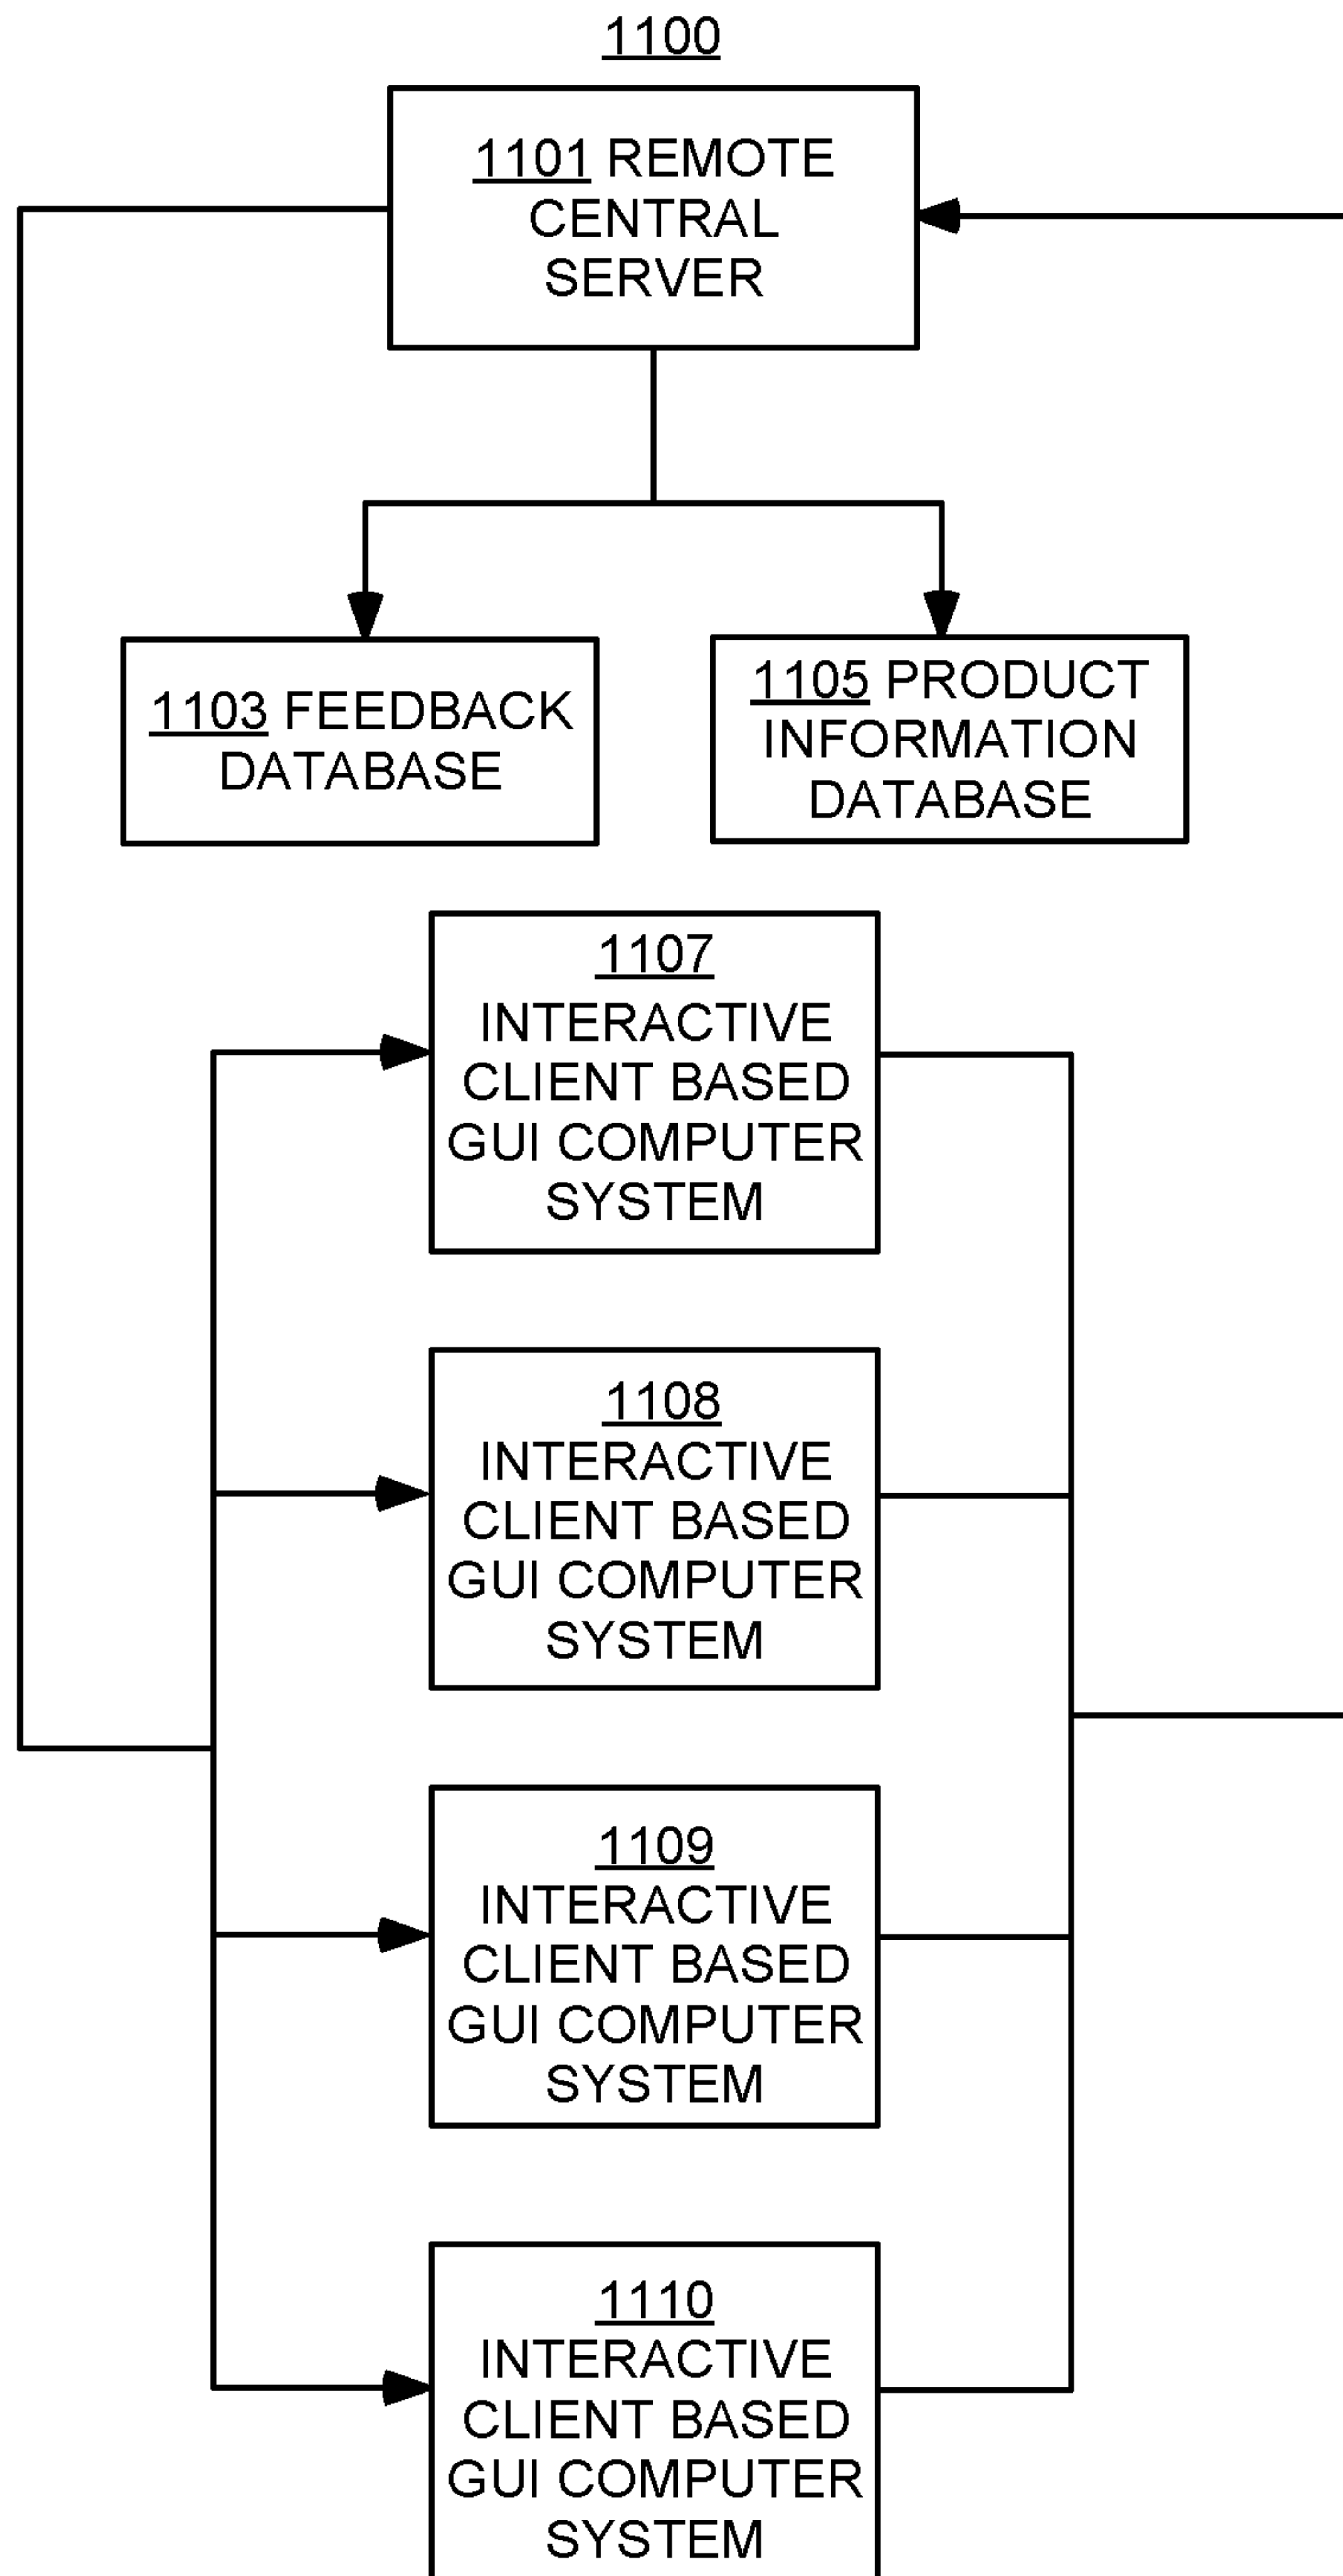 1100
1101 REMOTE
CENTRAL
SERVER
1103 FEEDBACK
DATABASE
1105 PRODUCT
INFORMATION
DATABASE
1107
INTERACTIVE
CLIENT BASED
GUI COMPUTER
SYSTEM
1108
INTERACTIVE
CLIENT BASED
GUI COMPUTER
SYSTEM
1109
INTERACTIVE
CLIENT BASED
GUI COMPUTER
SYSTEM
1110
INTERACTIVE
CLIENT BASED
GUI COMPUTER
SYSTEM